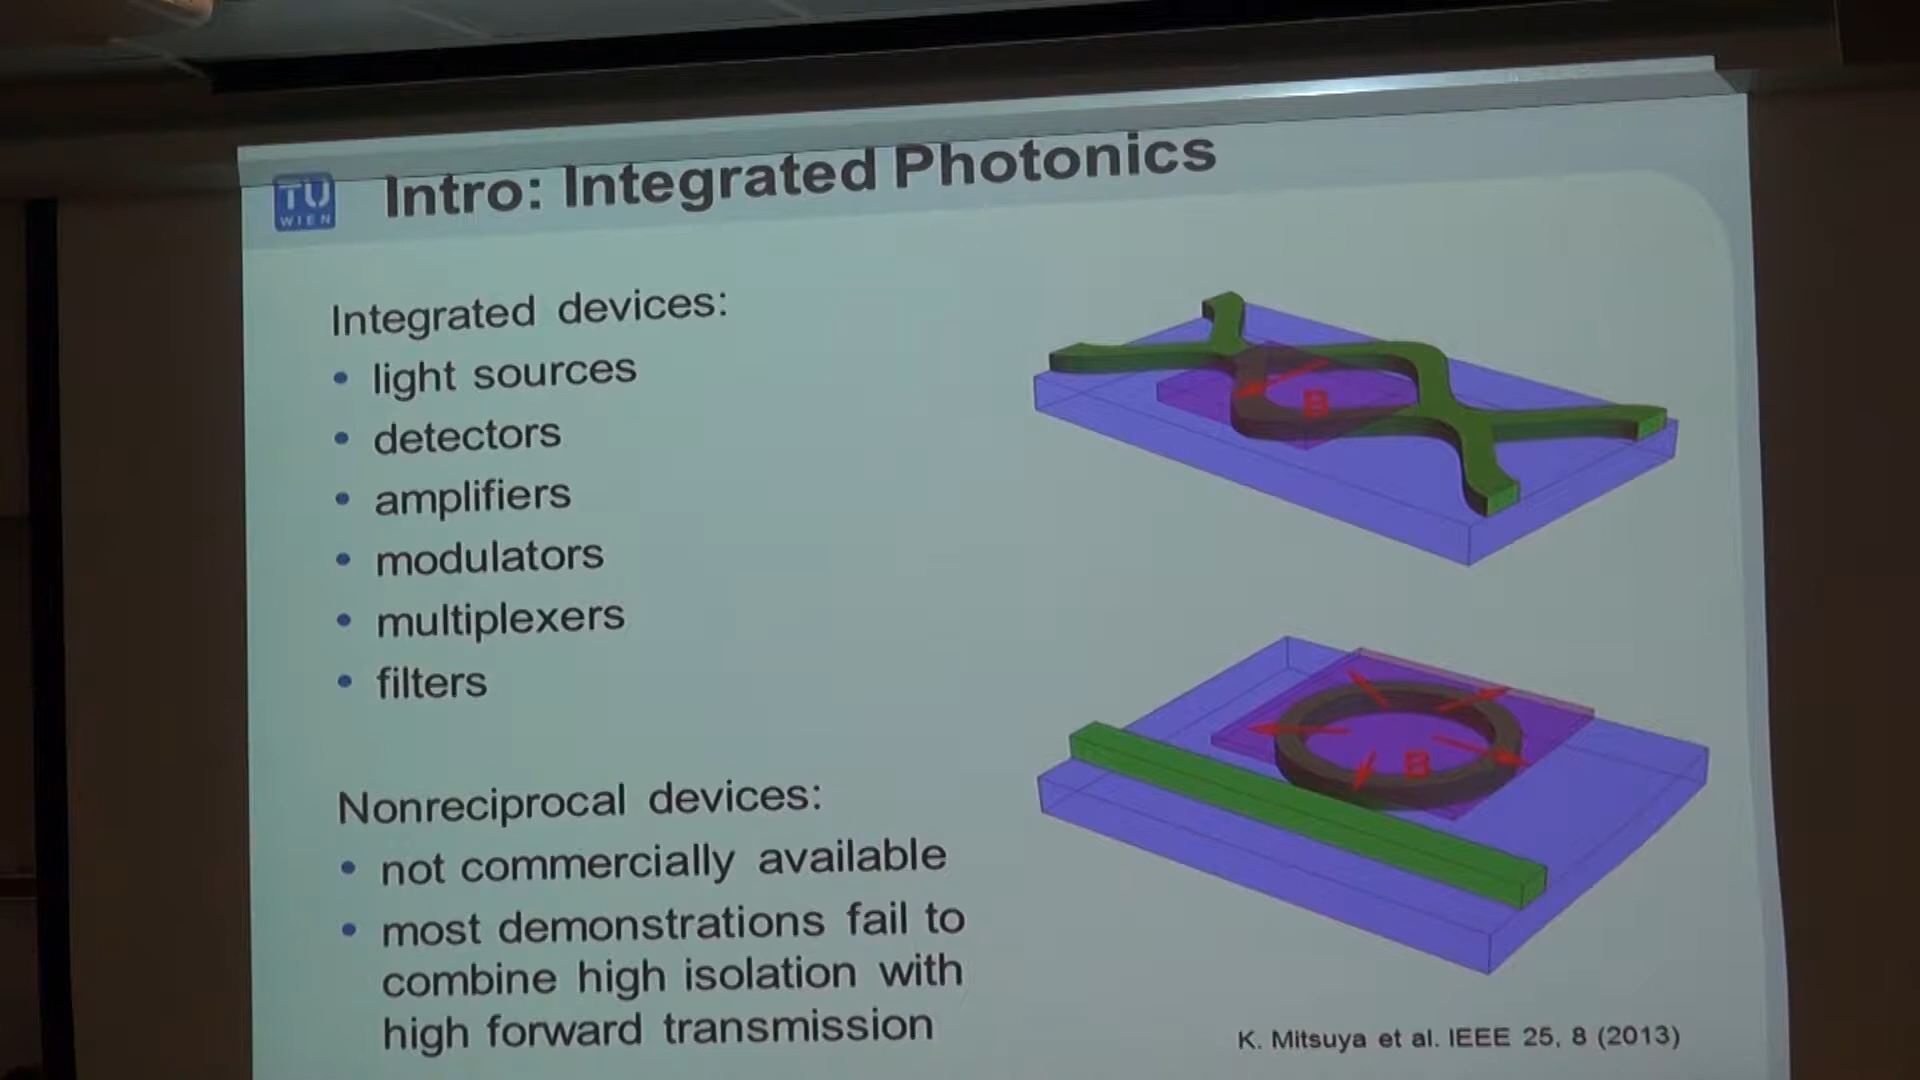 TU
WIEN
Intro: Integrated Photonics
Integrated devices:
• light sources
• detectors
• amplifiers
• modulators
• multiplexers
• filters
Nonreciprocal devices:
• not commercially available
• most demonstrations fail to
combine high isolation with
high forward transmission
B
B
K. Mitsuya et al. IEEE 25, 8 (2013)